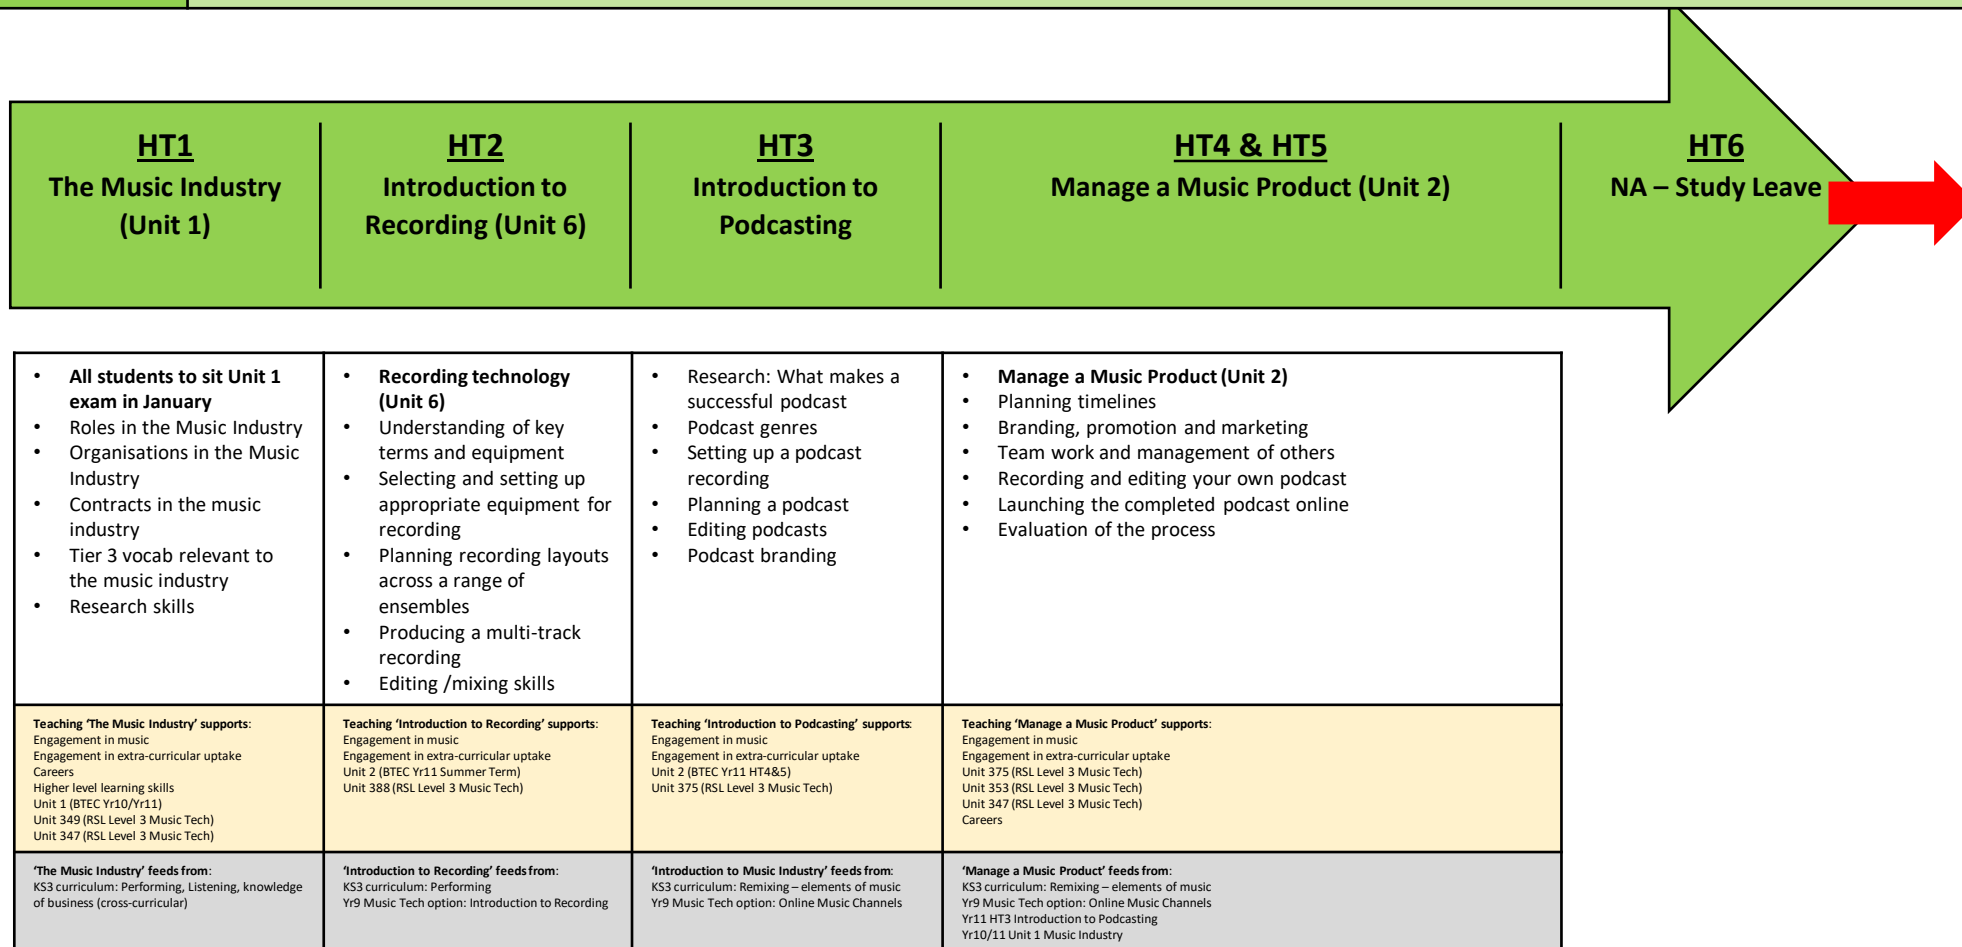 HT1
The Music Industry
(Unit 1)
HT2
Introduction to
Recording (Unit 6)
HT3
Introduction to
Podcasting
HT4 & HT5
Manage a Music Product (Unit 2)
HT6
NA – Study Leave
• All students to sit Unit 1
exam in January
• Roles in the Music Industry
• Organisations in the Music
Industry
• Contracts in the music
industry
• Tier 3 vocab relevant to
the music industry
• Research skills
• Recording technology
(Unit 6)
• Understanding of key
terms and equipment
• Selecting and setting up
appropriate equipment for
recording
• Planning recording layouts
across a range of
ensembles
• Producing a multi-track
recording
• Editing /mixing skills
• Research: What makes a
successful podcast
• Podcast genres
• Setting up a podcast
recording
• Planning a podcast
• Editing podcasts
• Podcast branding
• Manage a Music Product (Unit 2)
• Planning timelines
• Branding, promotion and marketing
• Team work and management of others
• Recording and editing your own podcast
• Launching the completed podcast online
• Evaluation of the process
Teaching ‘The Music Industry’ supports:
Engagement in music
Engagement in extra-curricular uptake
Careers
Higher level learning skills
Unit 1 (BTEC Yr10/Yr11)
Unit 349 (RSL Level 3 Music Tech)
Unit 347 (RSL Level 3 Music Tech)
Teaching ‘Introduction to Recording’ supports:
Engagement in music
Engagement in extra-curricular uptake
Unit 2 (BTEC Yr11 Summer Term)
Unit 388 (RSL Level 3 Music Tech)
Teaching ‘Introduction to Podcasting’ supports:
Engagement in music
Engagement in extra-curricular uptake
Unit 2 (BTEC Yr11 HT4&5)
Unit 375 (RSL Level 3 Music Tech)
Teaching ‘Manage a Music Product’ supports:
Engagement in music
Engagement in extra-curricular uptake
Unit 375 (RSL Level 3 Music Tech)
Unit 353 (RSL Level 3 Music Tech)
Unit 347 (RSL Level 3 Music Tech)
Careers
‘The Music Industry’ feeds from:
KS3 curriculum: Performing, Listening, knowledge
of business (cross-curricular)
‘Introduction to Recording’ feeds from:
KS3 curriculum: Performing
Yr9 Music Tech option: Introduction to Recording
‘Introduction to Music Industry’ feeds from:
KS3 curriculum: Remixing – elements of music
Yr9 Music Tech option: Online Music Channels
‘Manage a Music Product’ feeds from:
KS3 curriculum: Remixing – elements of music
Yr9 Music Tech option: Online Music Channels
Yr11 HT3 Introduction to Podcasting
Yr10/11 Unit 1 Music Industry